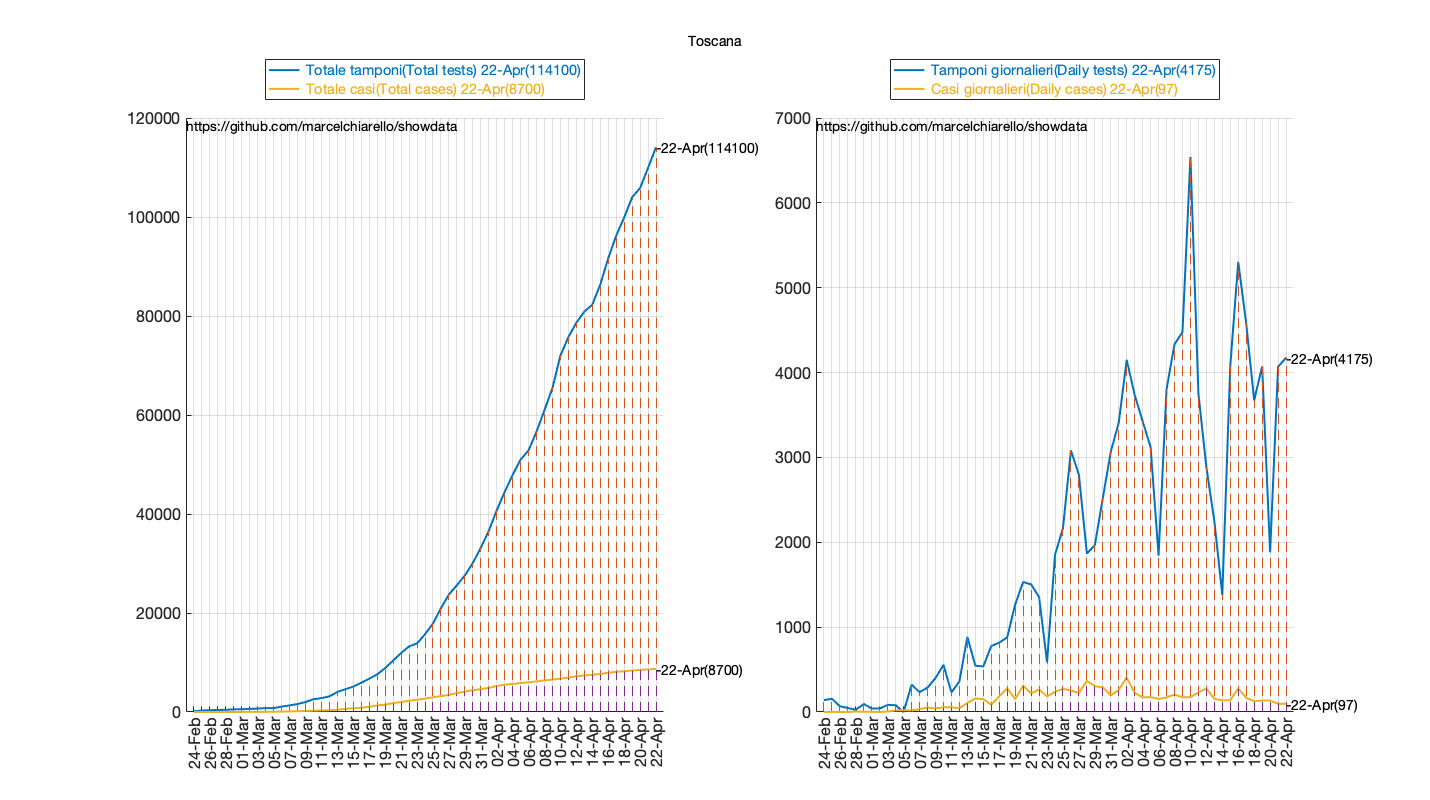 Toscana
Totale tamponi(Total tests) 22-Apr(114100)
Totale casi(Total cases) 22-Apr(8700)
120000
https://github.com/marcelchiarello/showdata
22-Apr(114100)
100000
80000
60000
40000
20000
22-Apr(8700)
0
24-Feb
26-Feb
28-Feb
01-Mar
03-Mar
05-Mar
07-Mar
09-Mar
11-Mar
13-Mar
15-Mar
17-Mar
19-Mar
21-Mar
23-Mar
25-Mar
27-Mar
29-Mar
31-Mar
02-Apr
04-Apr
06-Apr
08-Apr
10-Apr
12-Apr
14-Apr
16-Apr
18-Apr
20-Apr
22-Apr
Tamponi giornalieri(Daily tests) 22-Apr(4175)
Casi giornalieri(Daily cases) 22-Apr(97)
7000
https://github.com/marcelchiarello/showdata
6000
5000
22-Apr(4175)
4000
3000
2000
1000
22-Apr(97)
0
24-Feb
26-Feb
28-Feb
01-Mar
03-Mar
05-Mar
07-Mar
09-Mar
11-Mar
13-Mar
15-Mar
17-Mar
19-Mar
21-Mar
23-Mar
25-Mar
27-Mar
29-Mar
31-Mar
02-Apr
04-Apr
06-Apr
08-Apr
10-Apr
12-Apr
14-Apr
16-Apr
18-Apr
20-Apr
22-Apr